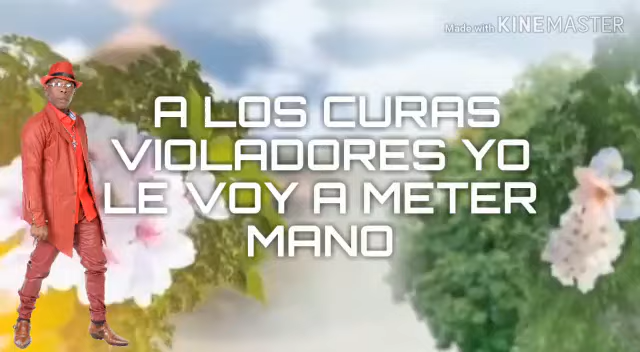 Made with KINEMASTER
A LOS CURAS
VIOLADORES YO
LE VOY A METER
MANO